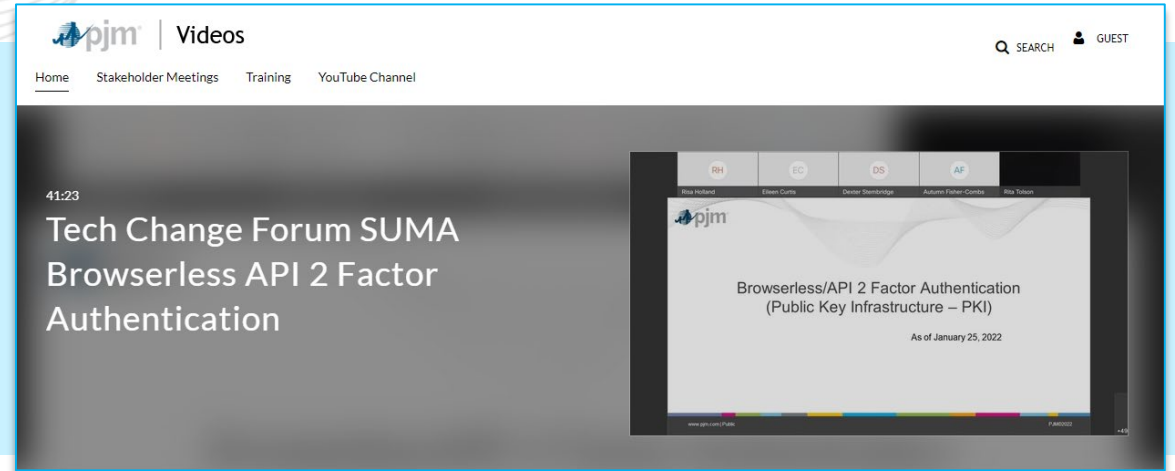 pjm | Videos
SEARCH
GUEST
Home Stakeholder Meetings Training YouTube Channel
41:23
Tech Change Forum SUMA
Browserless API 2 Factor
Authentication
RH EC DS AF
Risa Holland Eileen Curtis Dexter Stembridge Autumn Fisher-Combs Rita Tolson
pjm
Browserless/API 2 Factor Authentication
(Public Key Infrastructure – PKI)
As of January 25, 2022
www.pjm.com | Public
PJM©2022